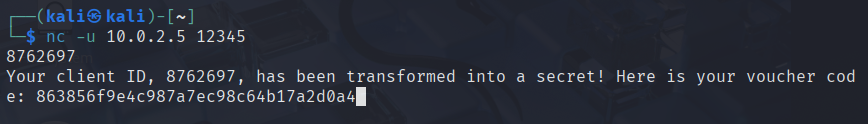 ┌──(kali㉿kali)-[~]
└─$ nc -u 10.0.2.5 12345
8762697
Your client ID, 8762697, has been transformed into a secret! Here is your voucher cod
e: 863856f9e4c987a7ec98c64b17a2d0a4